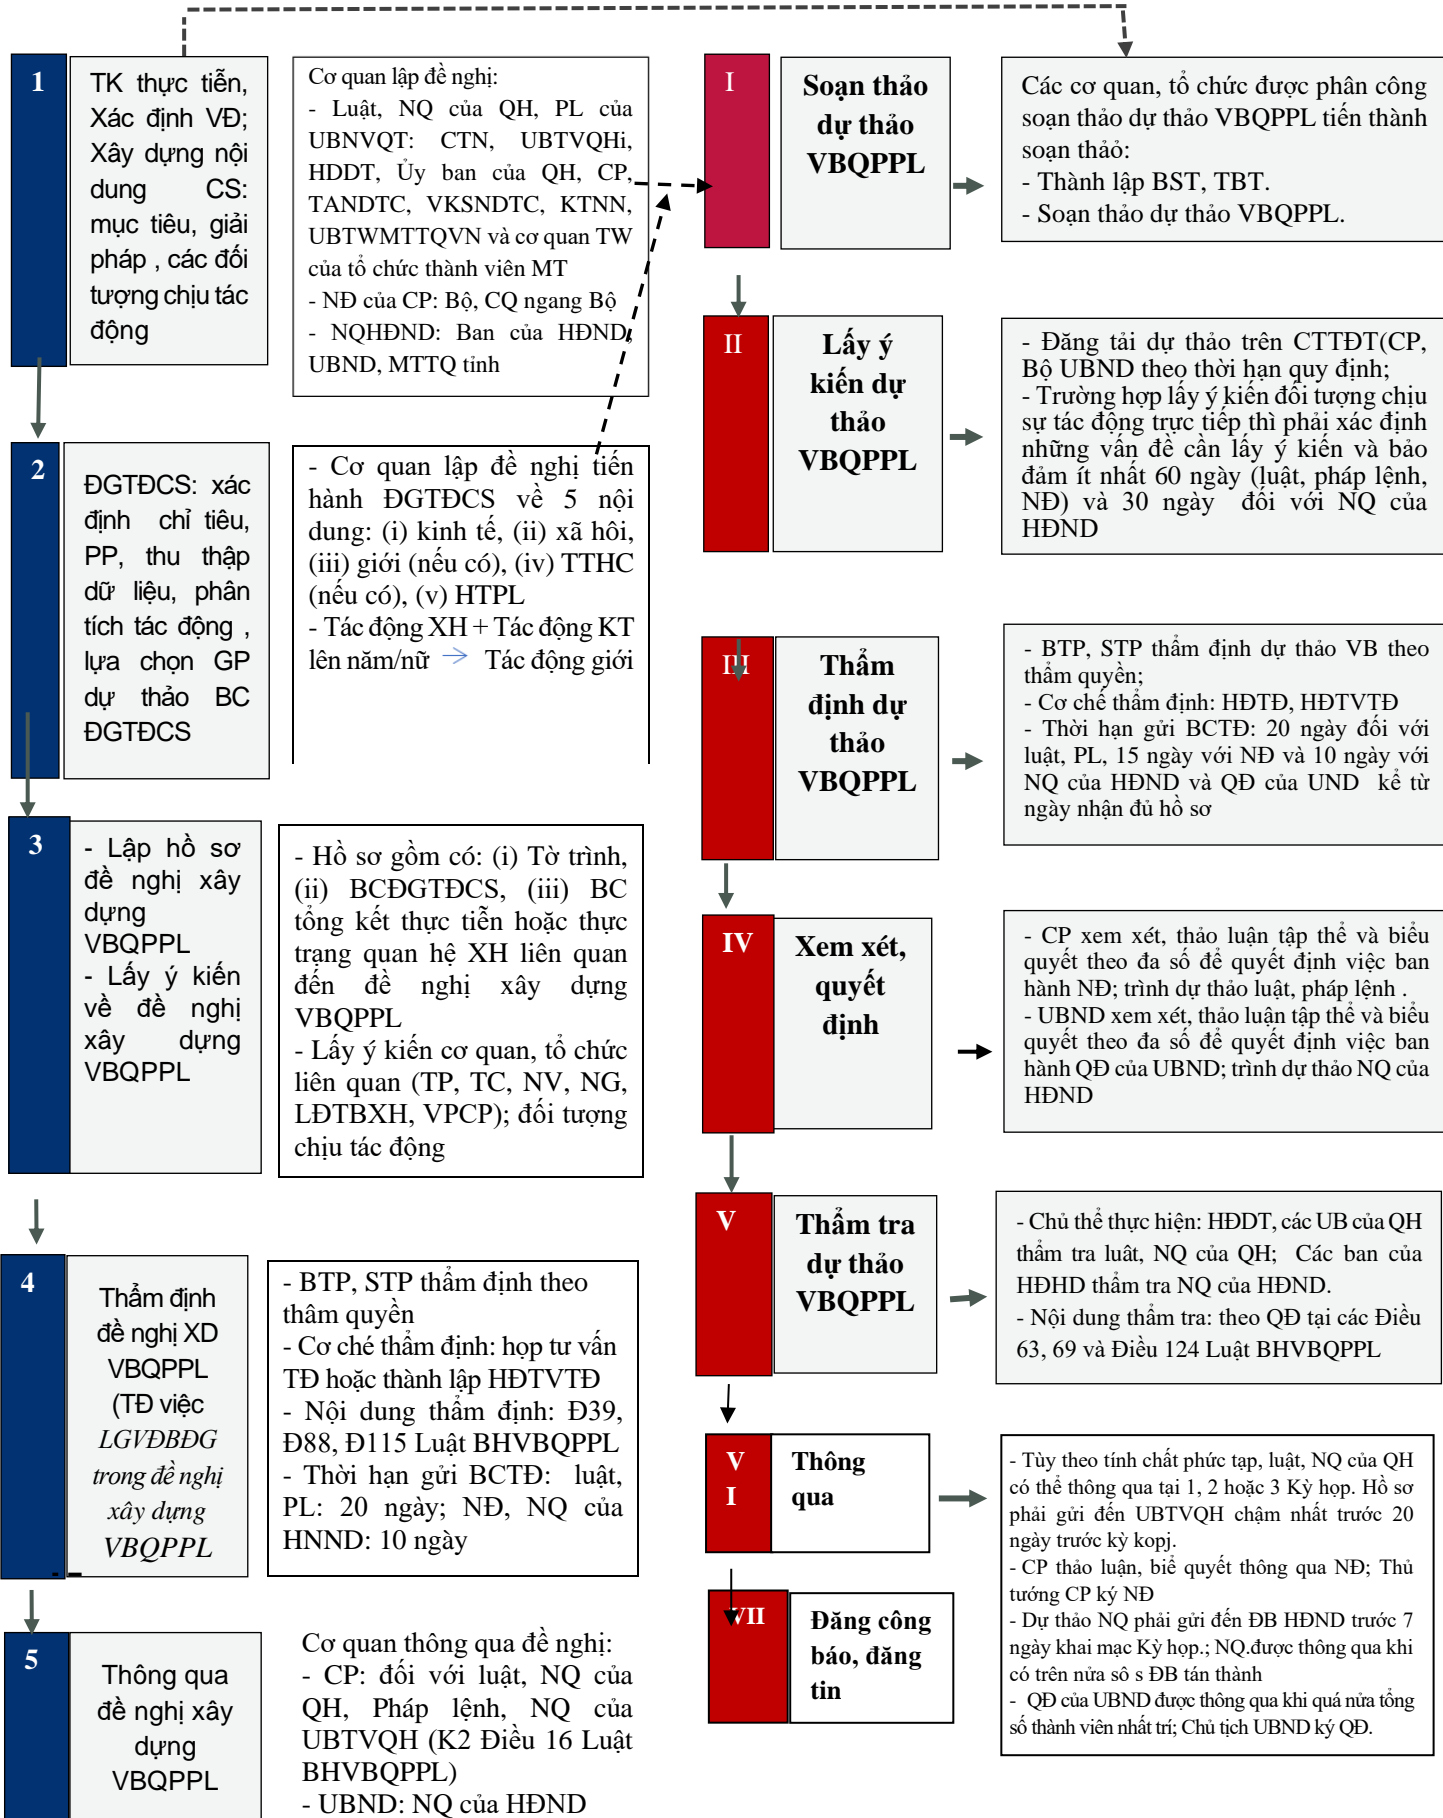 1
TK thực tiễn,
Xác định VĐ;
Xây dựng nội
dung CS:
mục tiêu, giải
pháp , các đối
tượng chịu tác
động
Cơ quan lập đề nghị:
- Luật, NQ của QH, PL của
UBNVQT: CTN, UBTVQHi,
HDDT, Ủy ban của QH, CP,
TANDTC, VKSNDTC, KTNN,
UBTWMTTQVN và cơ quan TW
của tổ chức thành viên MT
- NĐ của CP: Bộ, CQ ngang Bộ
- NQHĐND: Ban của HĐND,
UBND, MTTQ tỉnh
2
ĐGTĐCS: xác
định chỉ tiêu,
PP, thu thập
dữ liệu, phân
tích tác động ,
lựa chọn GP
dự thảo BC
ĐGTĐCS
- Cơ quan lập đề nghị tiến
hành ĐGTĐCS về 5 nội
dung: (i) kinh tế, (ii) xã hôi,
(iii) giới (nếu có), (iv) TTHC
(nếu có), (v) HTPL
- Tác động XH + Tác động KT
lên năm/nữ → Tác động giới
3
- Lập hồ sơ
đề nghị xây
dựng
VBQPPL
- Lấy ý kiến
về đề nghị
xây dựng
VBQPPL
- Hồ sơ gồm có: (i) Tờ trình,
(ii) BCĐGTĐCS, (iii) BC
tổng kết thực tiễn hoặc thực
trạng quan hệ XH liên quan
đến đề nghị xây dựng
VBQPPL
- Lấy ý kiến cơ quan, tổ chức
liên quan (TP, TC, NV, NG,
LĐTBXH, VPCP); đối tượng
chịu tác động
4
Thẩm định
đề nghị XD
VBQPPL
(TĐ việc
LGVĐBĐG
trong đề nghị
xây dựng
VBQPPL
- BTP, STP thẩm định theo
thâm quyền
- Cơ ché thẩm định: họp tư vấn
TĐ hoặc thành lập HĐTVTĐ
- Nội dung thẩm định: Đ39,
Đ88, Đ115 Luật BHVBQPPL
- Thời hạn gửi BCTĐ: luật,
PL: 20 ngày; NĐ, NQ của
HNND: 10 ngày
5
Thông qua
đề nghị xây
dựng
VBQPPL
Cơ quan thông qua đề nghị:
- CP: đối với luật, NQ của
QH, Pháp lệnh, NQ của
UBTVQH (K2 Điều 16 Luật
BHVBQPPL)
- UBND: NQ của HĐND
I
Soạn thảo
dự thảo
VBQPPL
Các cơ quan, tổ chức được phân công
soạn thảo dự thảo VBQPPL tiến thành
soạn thảỏ:
- Thành lập BST, TBT.
- Soạn thảo dự thảo VBQPPL.
II
Lấy ý
kiến dự
thảo
VBQPPL
- Đăng tải dự thảo trên CTTĐT(CP,
Bộ UBND theo thời hạn quy định;
- Trường hợp lấy ý kiến đối tượng chịu
sự tác động trực tiếp thì phải xác định
những vấn đề cần lấy ý kiến và bảo
đảm ít nhất 60 ngày (luật, pháp lệnh,
NĐ) và 30 ngày đối với NQ của
HĐND
III
Thẩm
định dự
thảo
VBQPPL
- BTP, STP thẩm định dự thảo VB theo
thẩm quyền;
- Cơ chế thẩm định: HĐTĐ, HĐTVTĐ
- Thời hạn gửi BCTĐ: 20 ngày đối với
luật, PL, 15 ngày với NĐ và 10 ngày với
NQ của HĐND và QĐ của UND kể từ
ngày nhận đủ hồ sơ
IV
Xem xét,
quyết
định
- CP xem xét, thảo luận tập thể và biểu
quyết theo đa số để quyết định việc ban
hành NĐ; trình dự thảo luật, pháp lệnh .
- UBND xem xét, thảo luận tập thể và biểu
quyết theo đa số để quyết định việc ban
hành QĐ của UBND; trình dự thảo NQ của
HĐND
V
Thẩm tra
dự thảo
VBQPPL
- Chủ thể thực hiện: HĐDT, các UB của QH
thẩm tra luât, NQ của QH; Các ban của
HĐHD thẩm tra NQ của HĐND.
- Nội dung thẩm tra: theo QĐ tại các Điều
63, 69 và Điều 124 Luật BHVBQPPL
V
I
Thông
qua
- Tùy theo tính chất phức tạp, luật, NQ của QH
có thể thông qua tại 1, 2 hoặc 3 Kỳ họp. Hồ sơ
phải gửi đến UBTVQH chậm nhất trước 20
ngày trước kỳ kopj.
- CP thảo luận, biể quyết thông qua NĐ; Thủ
tướng CP ký NĐ
- Dự thảo NQ phải gửi đến ĐB HĐND trước 7
ngày khai mạc Kỳ họp.; NQ.được thông qua khi
có trên nửa sô s ĐB tán thành
- QĐ của UBND được thông qua khi quá nửa tổng
số thành viên nhất trí; Chủ tịch UBND ký QĐ.
VII
Đăng công
báo, đăng
tin